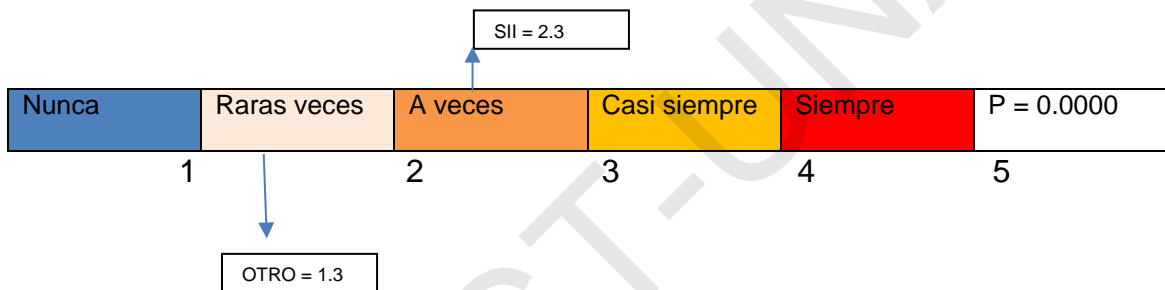 SII = 2.3
Nunca Raras veces A veces Casi siempre Siempre P = 0.0000
1 2 3 4 5
OTRO = 1.3